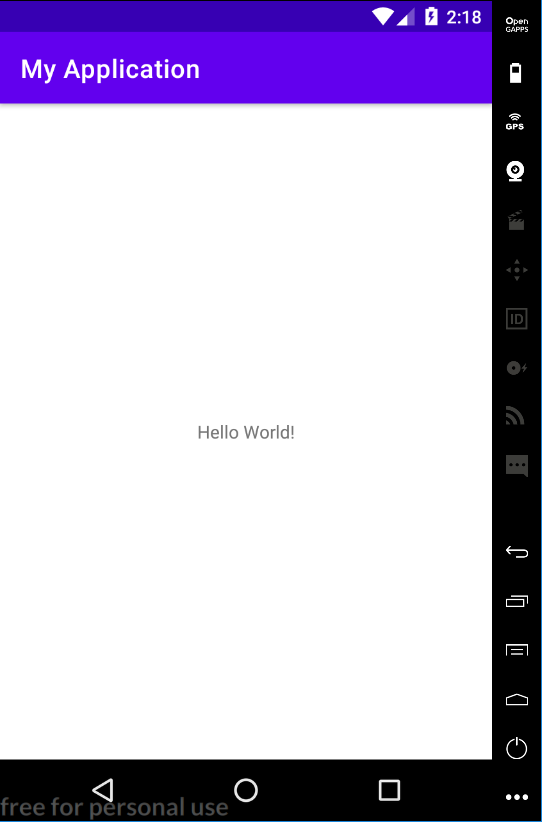 2:18
My Application
Hello World!
free for personal use
Open
GAPPS
GPS
ID